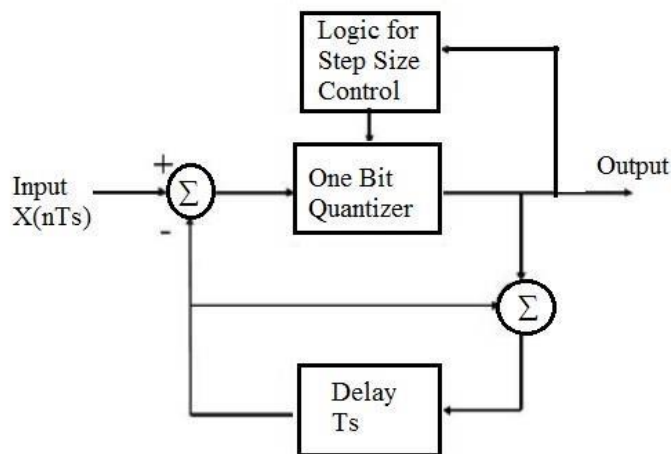 Logic for
Step Size
Control
+
Input
X(nTs)
Σ
-
One Bit
Quantizer
Output
Σ
Delay
Ts